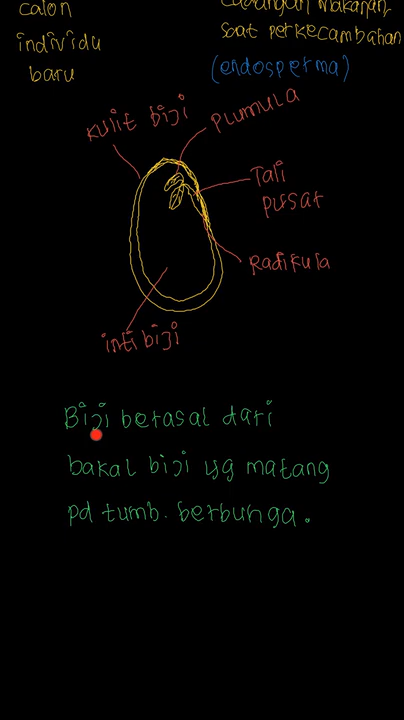 calon
individu
baru
cadangan makanan
saat perkecambahan
(endosperma)
Kulit biji
Plumula
Tali
pusat
Radikula
inti biji
Biji berasal dari
bakal biji yg matang
pd tumb. berbunga.